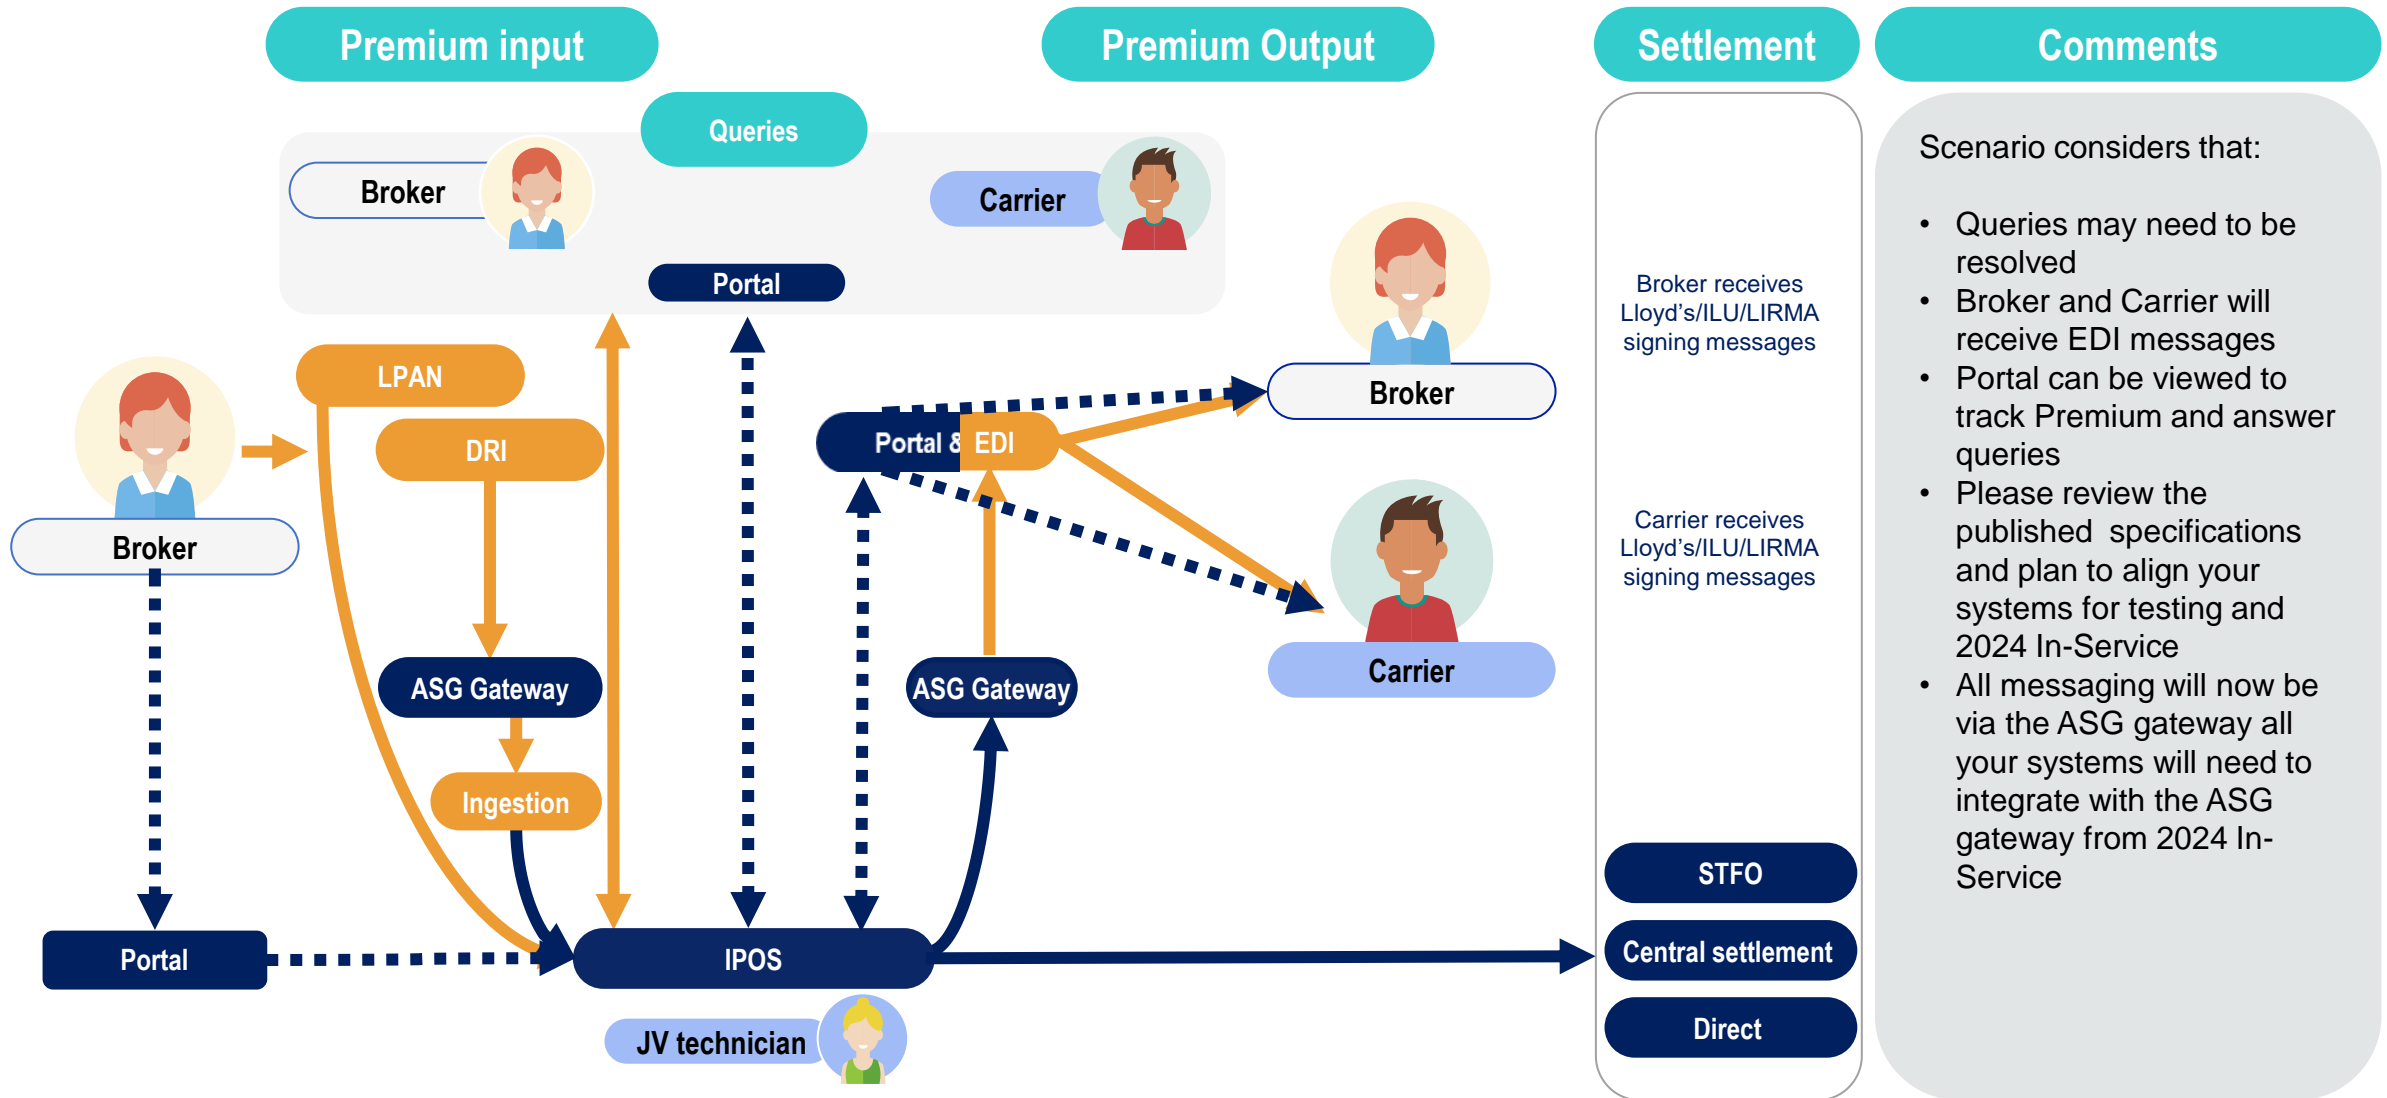 Premium input
Premium Output
Settlement
Comments
Queries
Broker
Carrier
Portal
LPAN
DRI
Broker
ASG Gateway
Ingestion
Portal
IPOS
JV technician
Portal & EDI
ASG Gateway
Broker
Carrier
Broker receives
Lloyd's/ILU/LIRMA
signing messages
Carrier receives
Lloyd's/ILU/LIRMA
signing messages
STFO
Central settlement
Direct
Scenario considers that:
• Queries may need to be
resolved
• Broker and Carrier will
receive EDI messages
• Portal can be viewed to
track Premium and answer
queries
• Please review the
published  specifications
and plan to align your
systems for testing and
2024 In-Service
• All messaging will now be
via the ASG gateway all
your systems will need to
integrate with the ASG
gateway from 2024 In-
Service